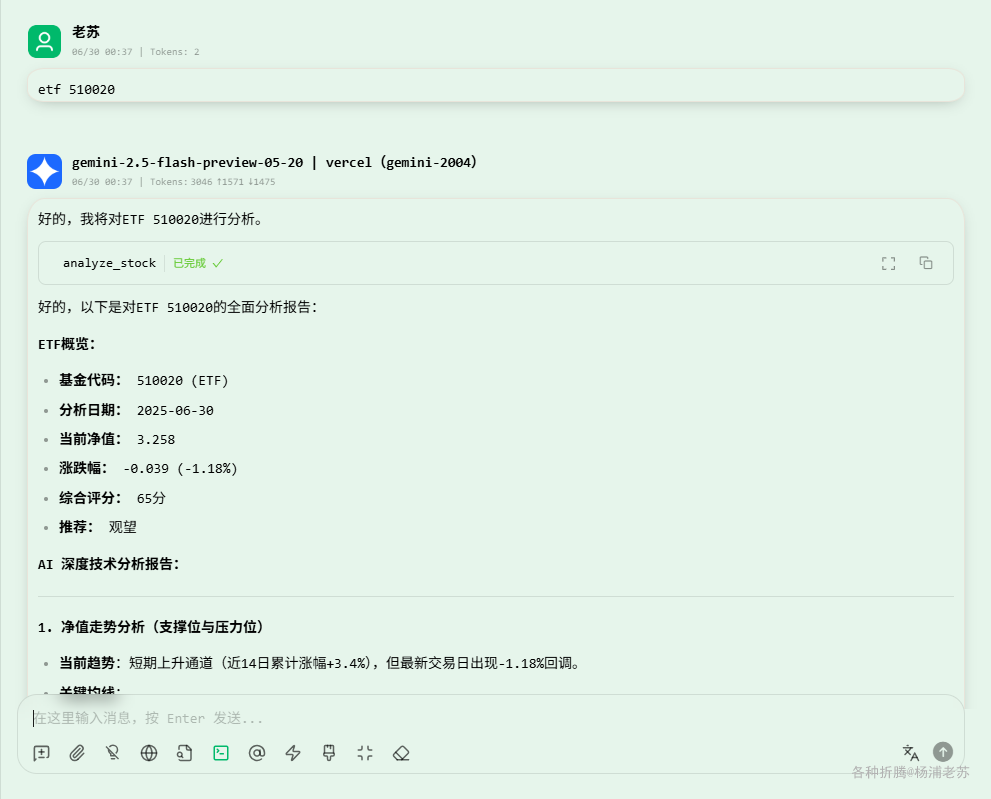 老苏
06/30 00:37 | Tokens: 2
etf 510020
gemini-2.5-flash-preview-05-20 | vercel（gemini-2004）
06/30 00:37 | Tokens: 3046 ↑1571 ↓1475
好的，我将对ETF 510020进行分析。
analyze_stock 已完成
好的，以下是对ETF 510020的全面分析报告：
ETF概览：
基金代码： 510020 (ETF)
分析日期： 2025-06-30
当前净值： 3.258
涨跌幅： -0.039 (-1.18%)
综合评分： 65分
推荐： 观望
AI 深度技术分析报告：
1. 净值走势分析（支撑位与压力位）
当前趋势：短期上升通道（近14日累计涨幅+3.4%），但最新交易日出现-1.18%回调。
关键均线：
在这里输入消息，按 Enter 发送...
各种折腾@杨浦老苏